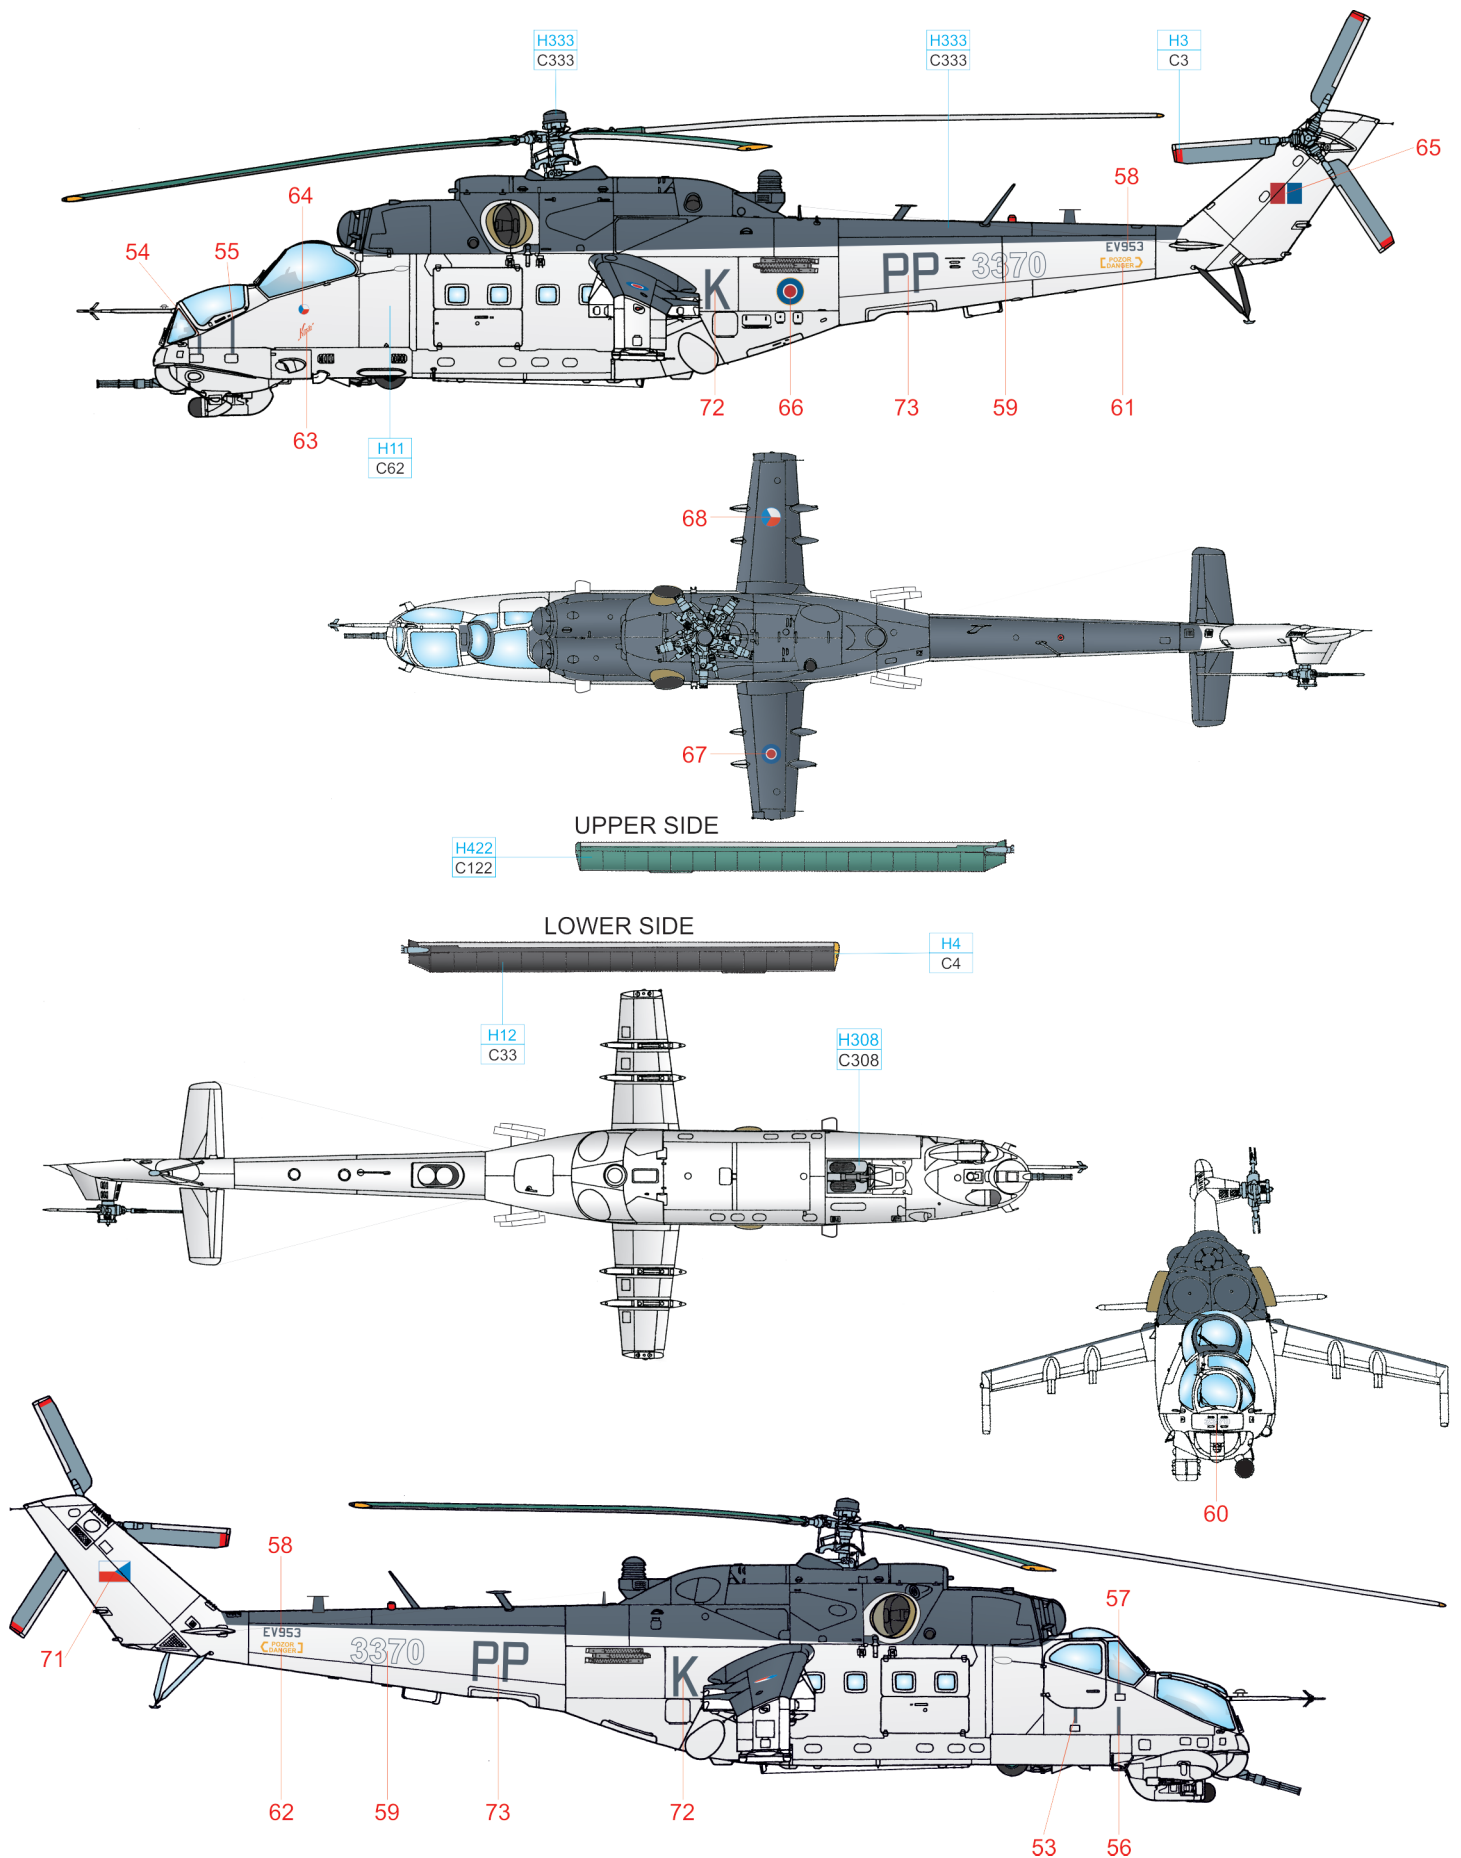 H333
C333
H333
C333
H3
C3
65
58
64
54
55
EV953
POZOR
DANGER
PP
3370
K
72
66
73
59
61
63
H11
C62
68
67
UPPER SIDE
H422
C122
LOWER SIDE
H4
C4
H12
C33
H308
C308
60
58
57
EV953
POZOR
DANGER
3370
PP
K
71
62
59
73
72
53
56